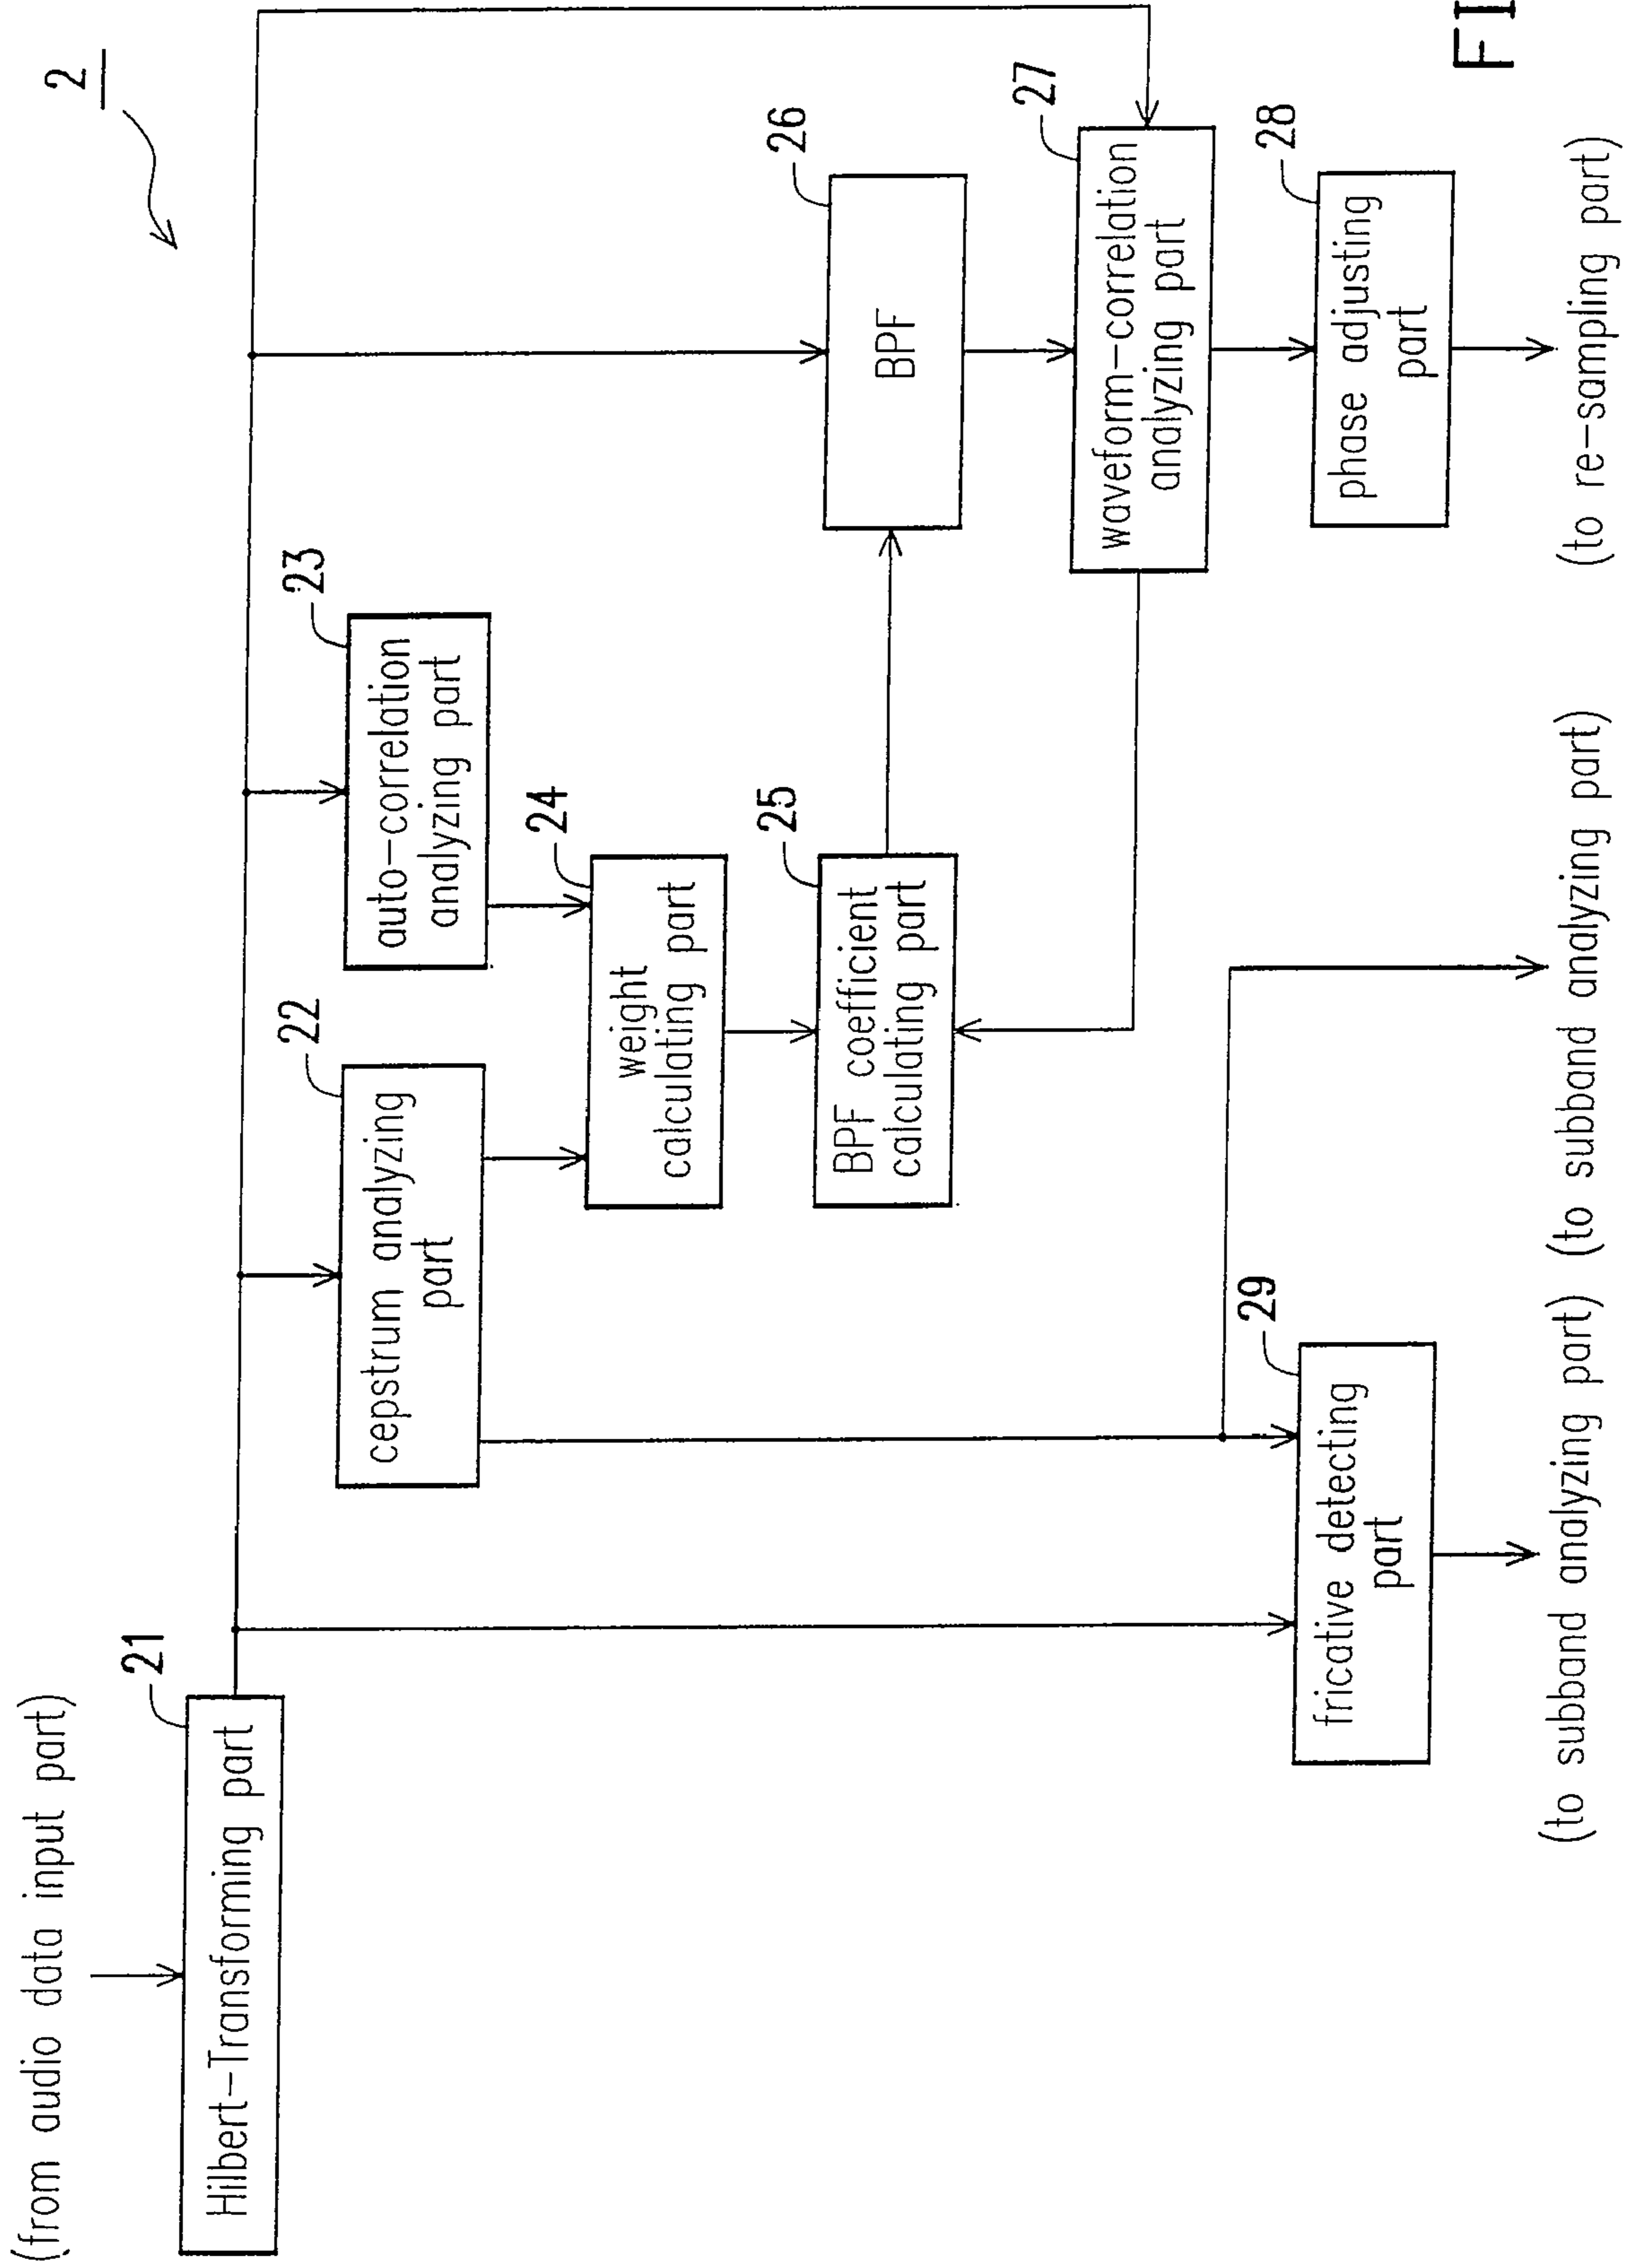 (from audio data input part)
2
21
Hilbert-Transforming part
22
cepstrum analyzing
part
23
auto-correlation
analyzing part
24
weight
calculating part
25
BPF coefficient
calculating part
26
BPF
27
waveform-correlation
analyzing part
28
phase adjusting
part
29
fricative detecting
part
(to subband analyzing part)
(to subband analyzing part)
(to re-sampling part)
FI